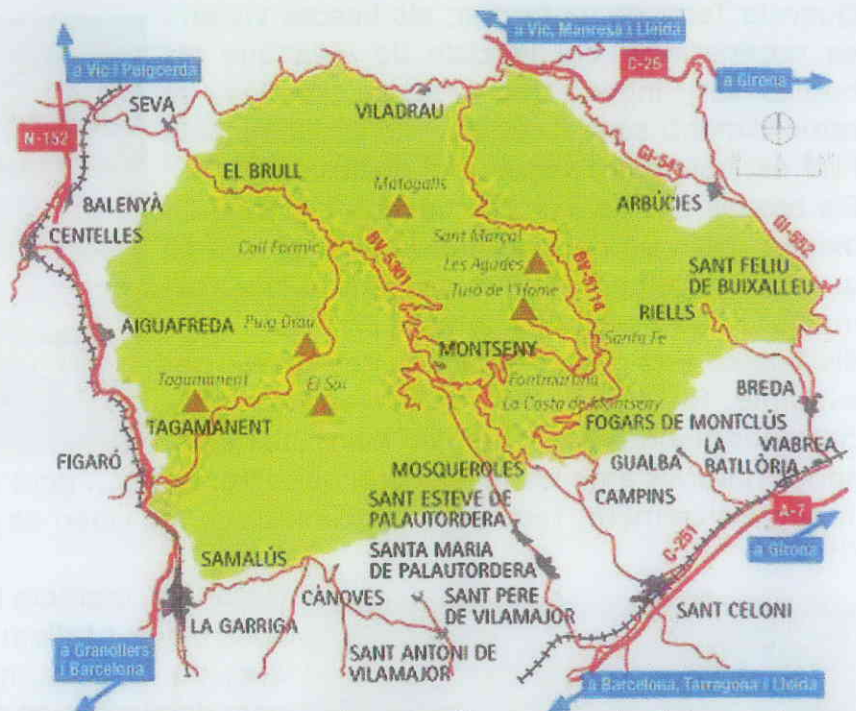 a Vic, Manresa i Lleida
C-25
a Girona
a Vic i Puigcerdà
SEVA
VILADRAU
N-152
EL BRULL
GI-543
Matagalls
ARBÚCIES
BALENYÀ
CENTELLES
Coll Formic
BV-5301
Sant Marçal
Les Agudes
BV-5114
GI-552
SANT FELIU
DE BUIXALLEU
Turó de l'Home
RIELLS
AIGUAFREDA
Puig Drau
Santa Fe
MONTSENY
Tagamanent
El Sui
Fontmartina
La Costa de Montseny
BREDA
TAGAMANENT
FOGARS DE MONTCLÚS
FIGARÓ
MOSQUEROLES
GUALBA
LA
BATLLÒRIA
VIABREA
SANT ESTEVE DE
PALAUTORDERA
CAMPINS
A-7
C-251
a Girona
SAMALÚS
SANTA MARIA
DE PALAUTORDERA
CÀNOVES
SANT PERE
DE VILAMAJOR
SANT CELONI
LA GARRIGA
SANT ANTONI DE
VILAMAJOR
a Granollers
i Barcelona
a Barcelona, Tarragona i Lleida